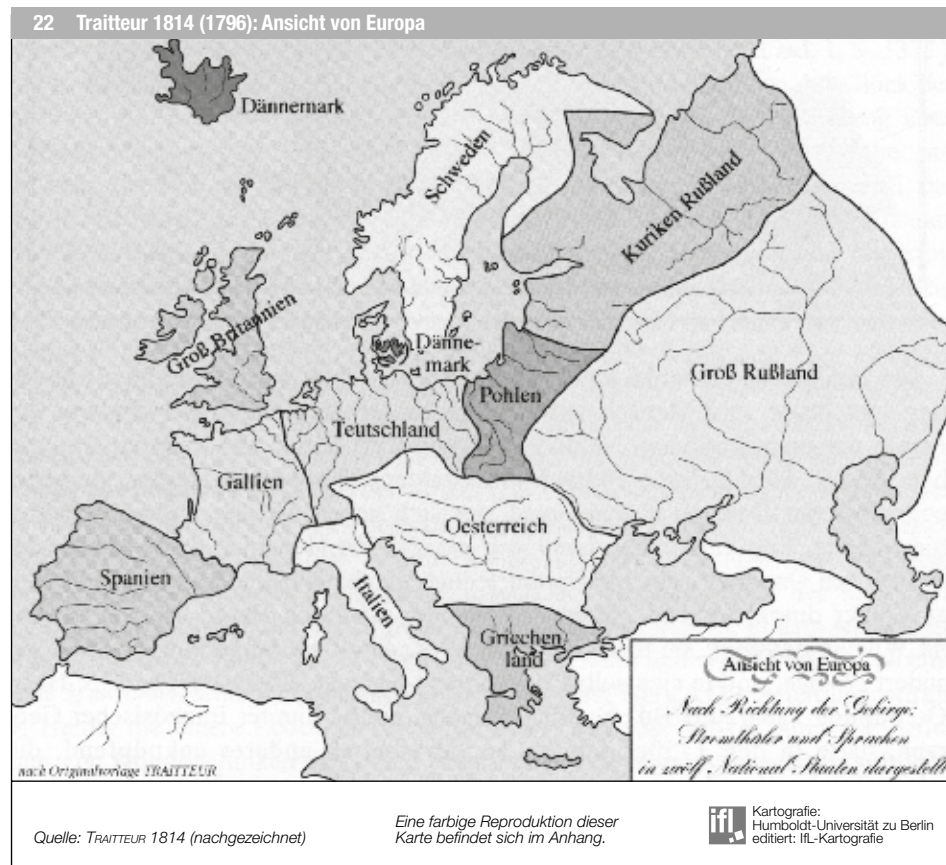 22 Traitteur 1814 (1796): Ansicht von Europa
Dännemark
Schweden
Kuriken Rußland
Groß Britannien
Dänne-
mark
Groß Rußland
Pohlen
Teutschland
Gallien
Oesterreich
Spanien
Italien
Griechen
land
Ansicht von Europa
Nach Richtung der Gebirge:
Stromthäler und Sprachen
in zwölf National-Staaten dargestellt
nach Originalvorlage TRAITTEUR
Quelle: TRAITTEUR 1814 (nachgezeichnet)
Eine farbige Reproduktion dieser
Karte befindet sich im Anhang.
ifl
Kartografie:
Humboldt-Universität zu Berlin
editiert: IfL-Kartografie